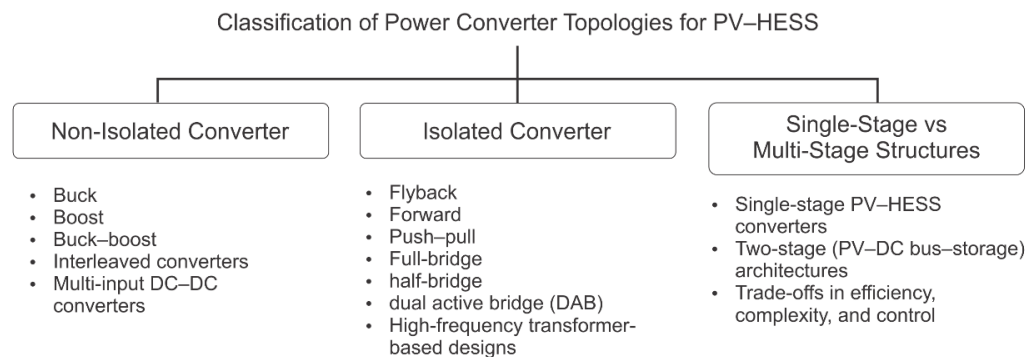 Classification of Power Converter Topologies for PV–HESS
Non-Isolated Converter
• Buck
• Boost
• Buck–boost
• Interleaved converters
• Multi-input DC–DC
converters
Isolated Converter
• Flyback
• Forward
• Push–pull
• Full-bridge
• half-bridge
• dual active bridge (DAB)
• High-frequency transformer-
based designs
Single-Stage vs
Multi-Stage Structures
• Single-stage PV–HESS
converters
• Two-stage (PV–DC bus–storage)
architectures
• Trade-offs in efficiency,
complexity, and control